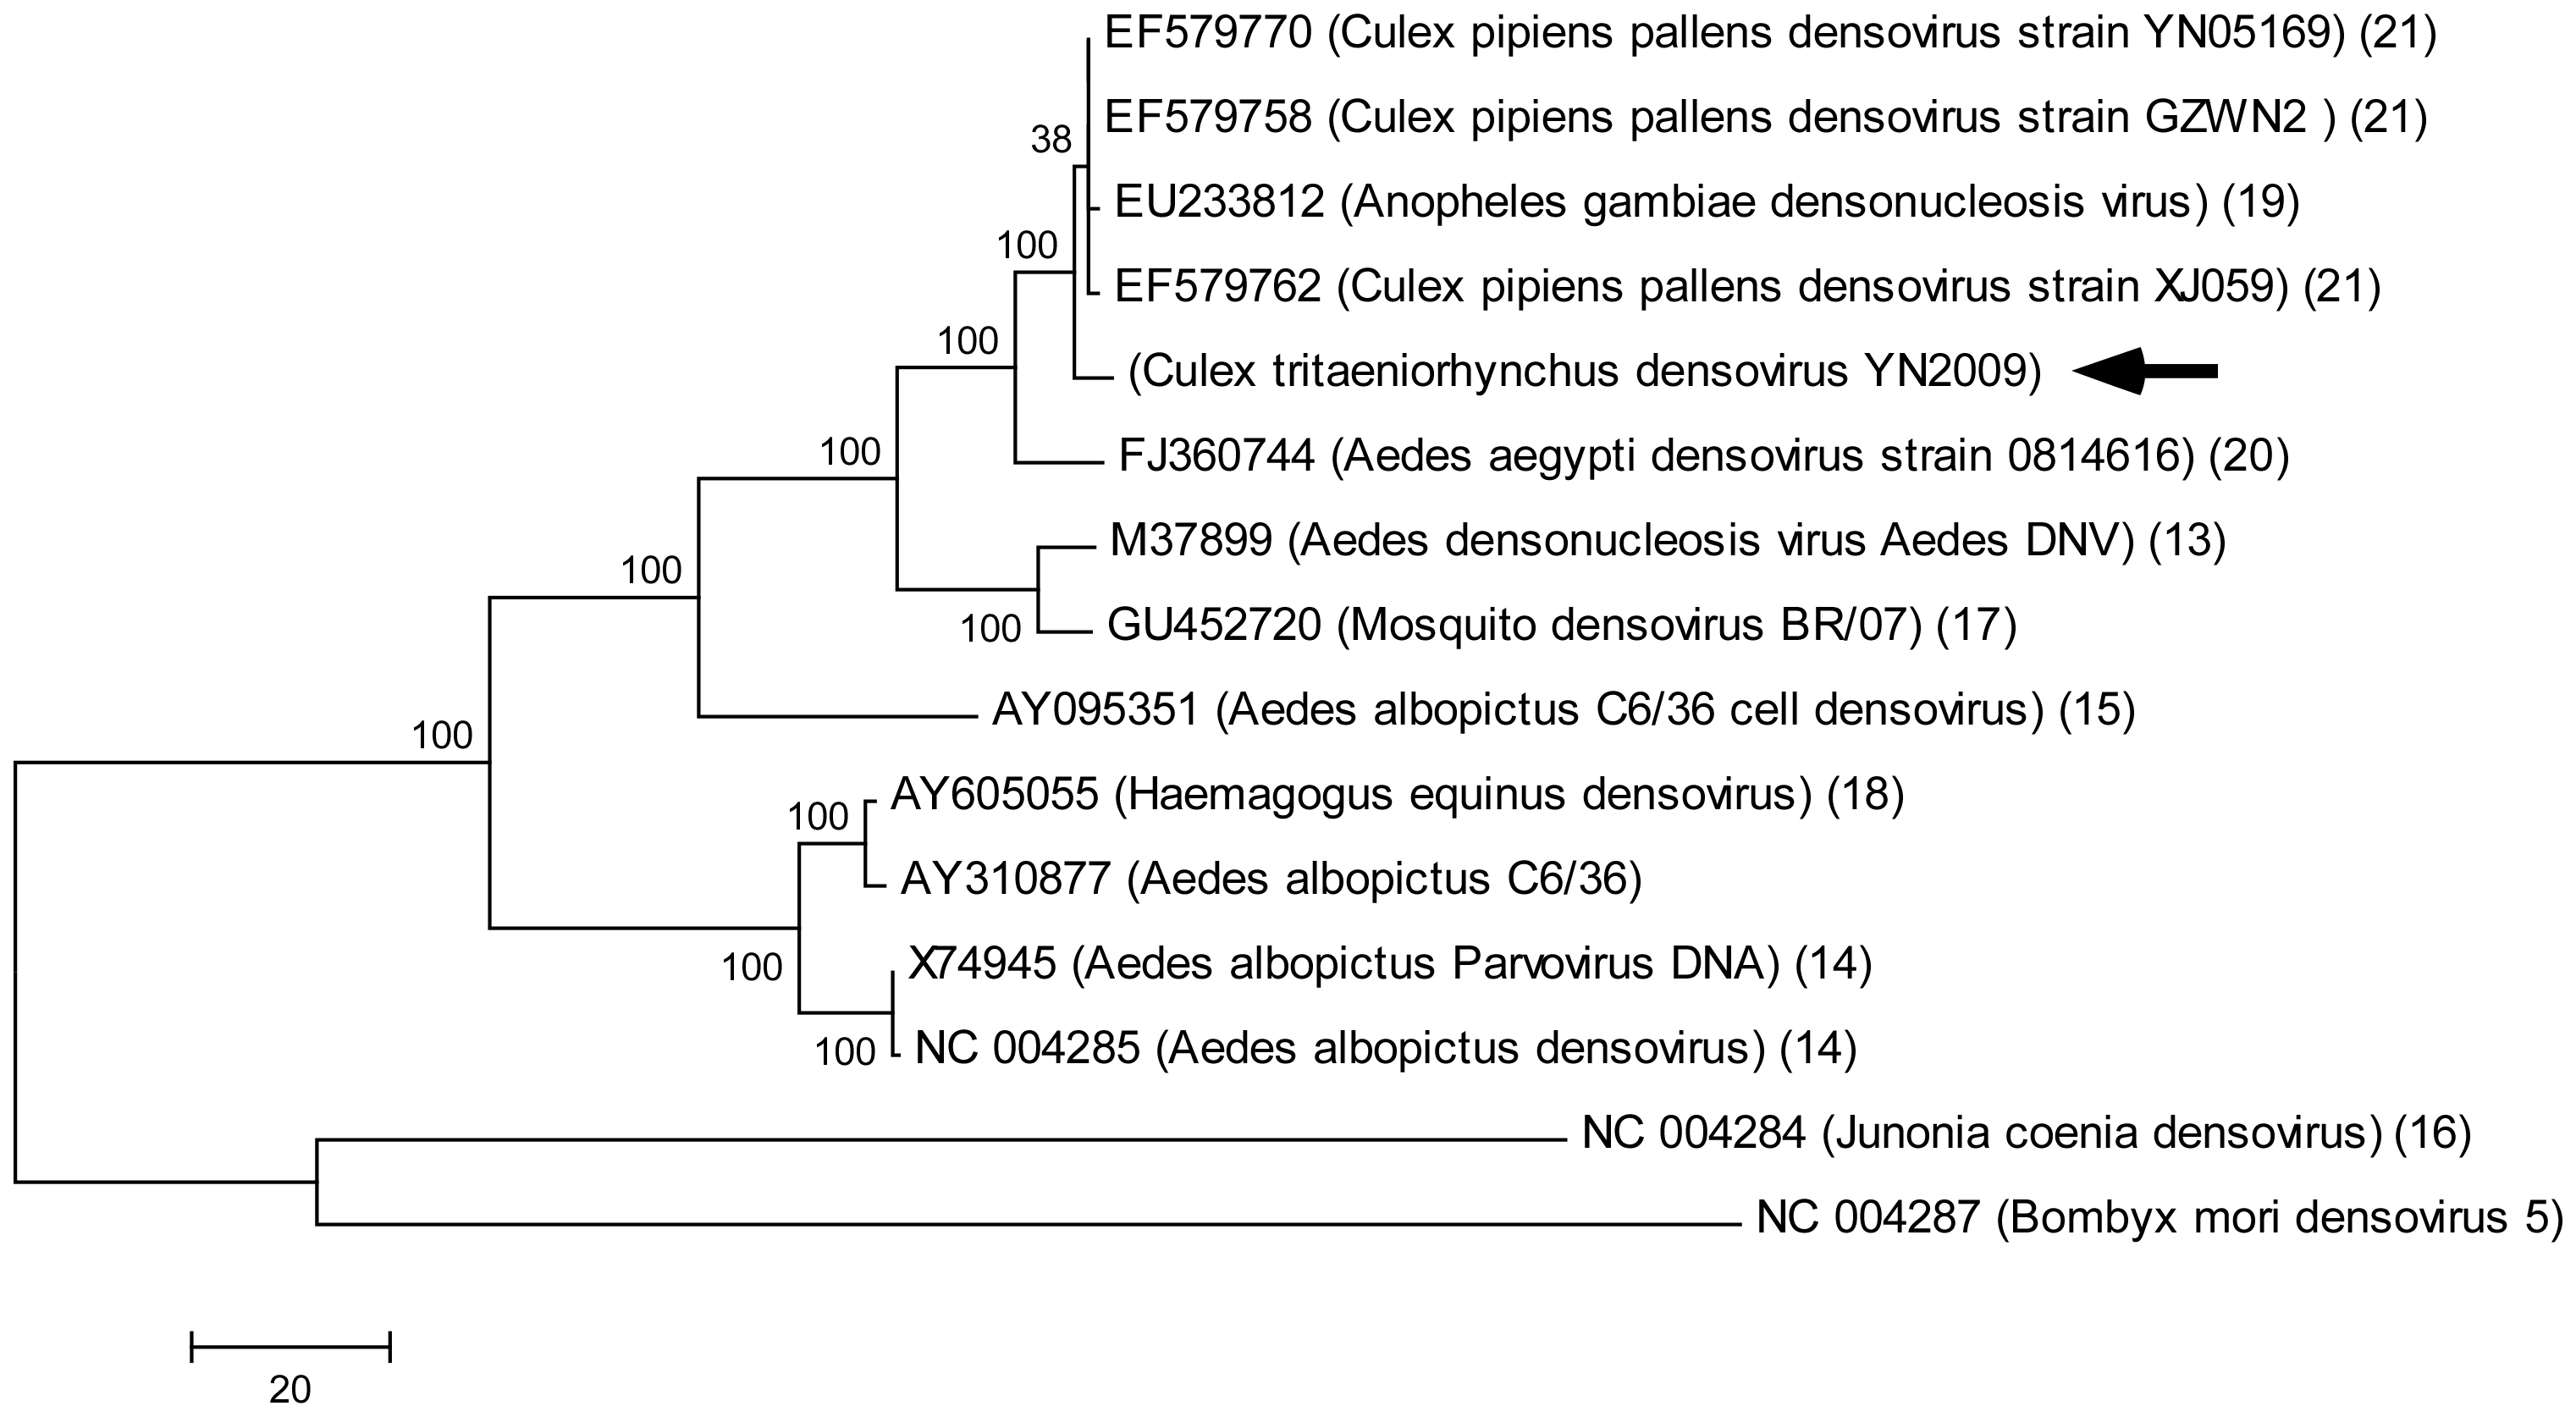 EF579770 (Culex pipiens pallens densovirus strain YN05169) (21)
EF579758 (Culex pipiens pallens densovirus strain GZWN2 ) (21)
38
EU233812 (Anopheles gambiae densonucleosis virus) (19)
100
EF579762 (Culex pipiens pallens densovirus strain XJ059) (21)
100
(Culex tritaeniorhynchus densovirus YN2009)
100
FJ360744 (Aedes aegypti densovirus strain 0814616) (20)
M37899 (Aedes densonucleosis virus Aedes DNV) (13)
100
GU452720 (Mosquito densovirus BR/07) (17)
100
AY095351 (Aedes albopictus C6/36 cell densovirus) (15)
100
AY605055 (Haemagogus equinus densovirus) (18)
100
AY310877 (Aedes albopictus C6/36)
X74945 (Aedes albopictus Parvovirus DNA) (14)
100
NC 004285 (Aedes albopictus densovirus) (14)
100
NC 004284 (Junonia coenia densovirus) (16)
NC 004287 (Bombyx mori densovirus 5)
20